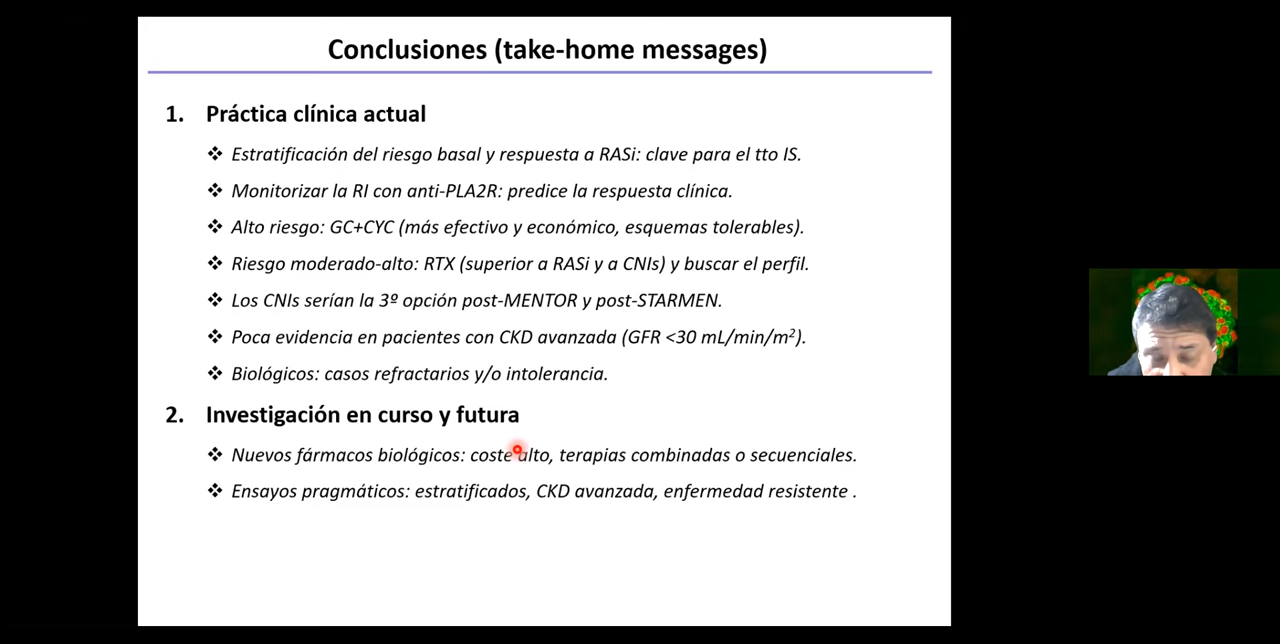 Conclusiones (take-home messages)
1. Práctica clínica actual
❖ Estratificación del riesgo basal y respuesta a RASi: clave para el tto IS.
❖ Monitorizar la RI con anti-PLA2R: predice la respuesta clínica.
❖ Alto riesgo: GC+CYC (más efectivo y económico, esquemas tolerables).
❖ Riesgo moderado-alto: RTX (superior a RASi y a CNIs) y buscar el perfil.
❖ Los CNIs serían la 3º opción post-MENTOR y post-STARMEN.
❖ Poca evidencia en pacientes con CKD avanzada (GFR <30 mL/min/m²).
❖ Biológicos: casos refractarios y/o intolerancia.
2. Investigación en curso y futura
❖ Nuevos fármacos biológicos: coste alto, terapias combinadas o secuenciales.
❖ Ensayos pragmáticos: estratificados, CKD avanzada, enfermedad resistente .